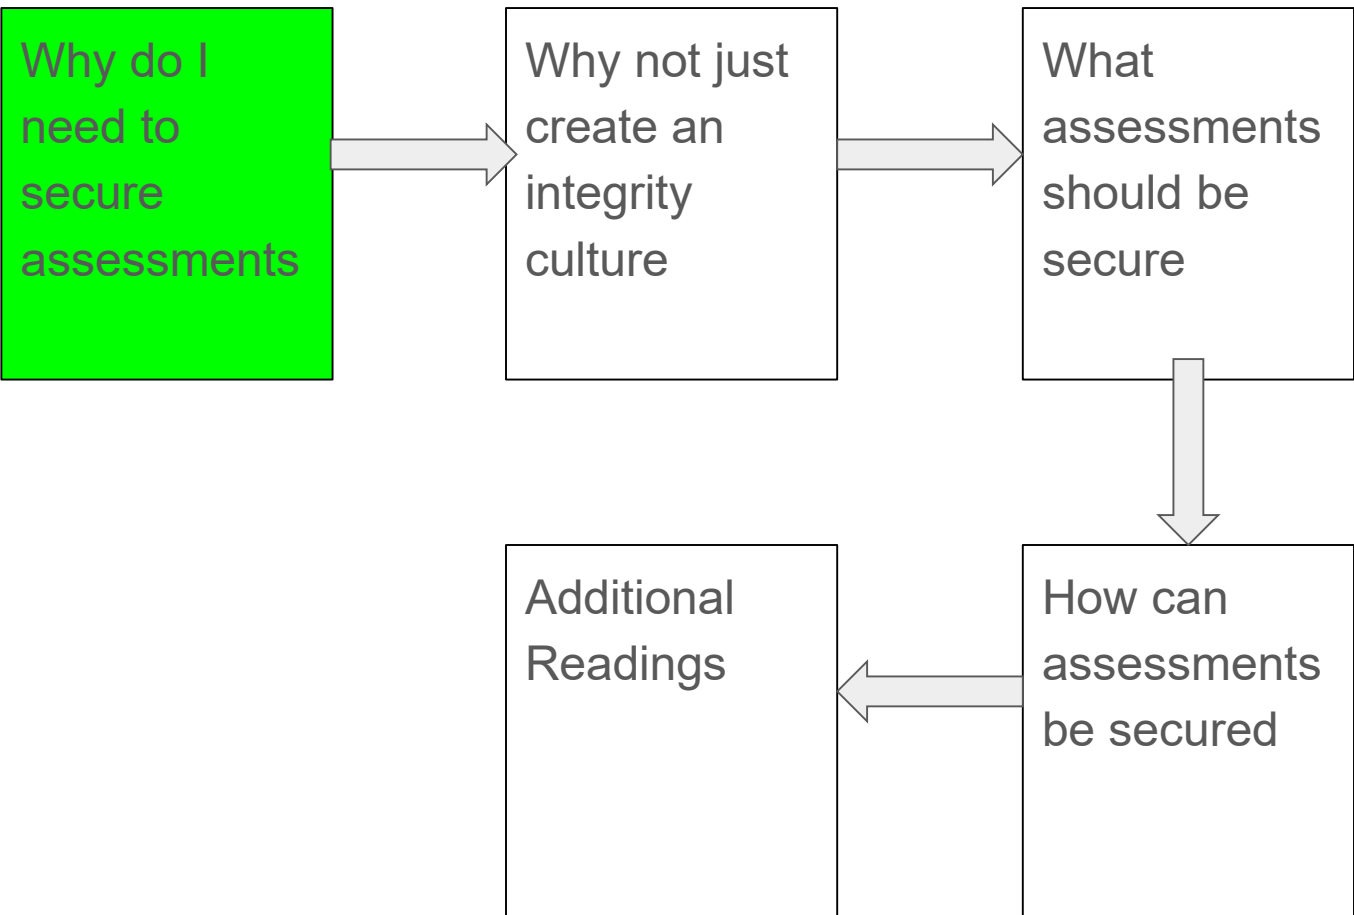 Why do I
need to
secure
assessments
Why not just
create an
integrity
culture
What
assessments
should be
secure
How can
assessments
be secured
Additional
Readings